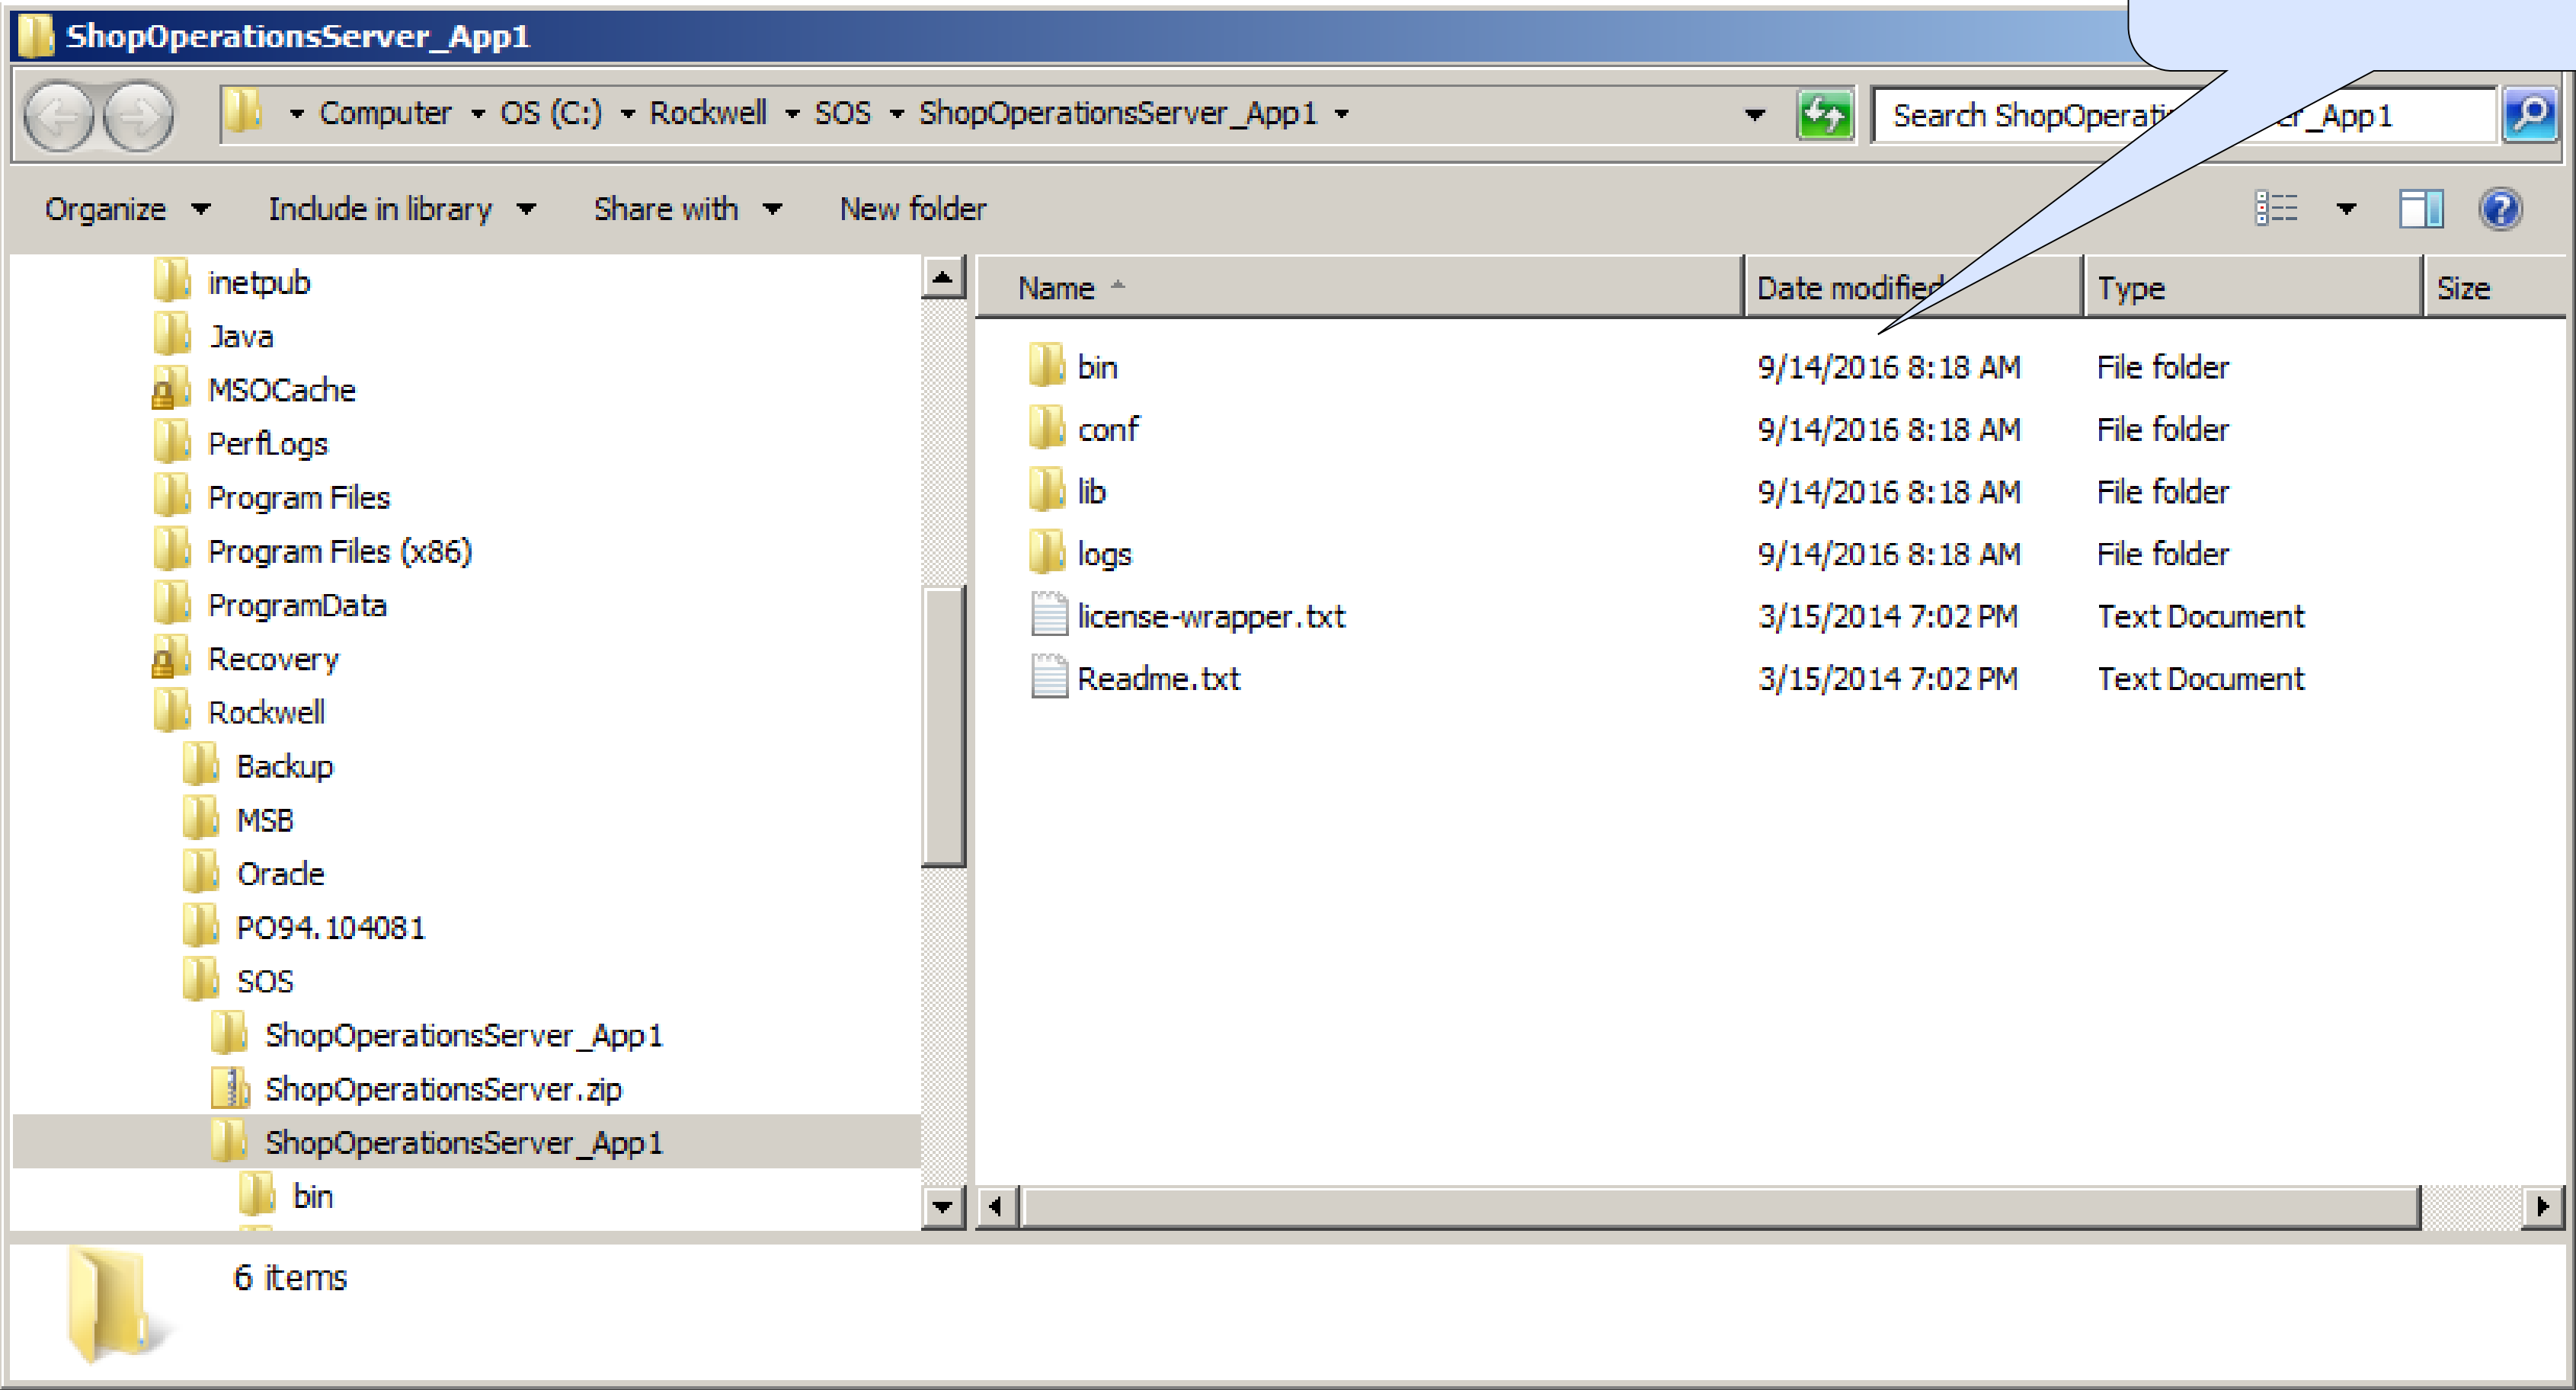 ShopOperationsServer_App1
Computer OS (C:) Rockwell SOS ShopOperationsServer_App1
Search ShopOperati er_App1
Organize Include in library Share with New folder
inetpub
Java
MSOCache
PerfLogs
Program Files
Program Files (x86)
ProgramData
Recovery
Rockwell
Backup
MSB
Oracle
PO94.104081
SOS
ShopOperationsServer_App1
ShopOperationsServer.zip
ShopOperationsServer_App1
bin
Name Date modified Type Size
bin 9/14/2016 8:18 AM File folder
conf 9/14/2016 8:18 AM File folder
lib 9/14/2016 8:18 AM File folder
logs 9/14/2016 8:18 AM File folder
license-wrapper.txt 3/15/2014 7:02 PM Text Document
Readme.txt 3/15/2014 7:02 PM Text Document
6 items